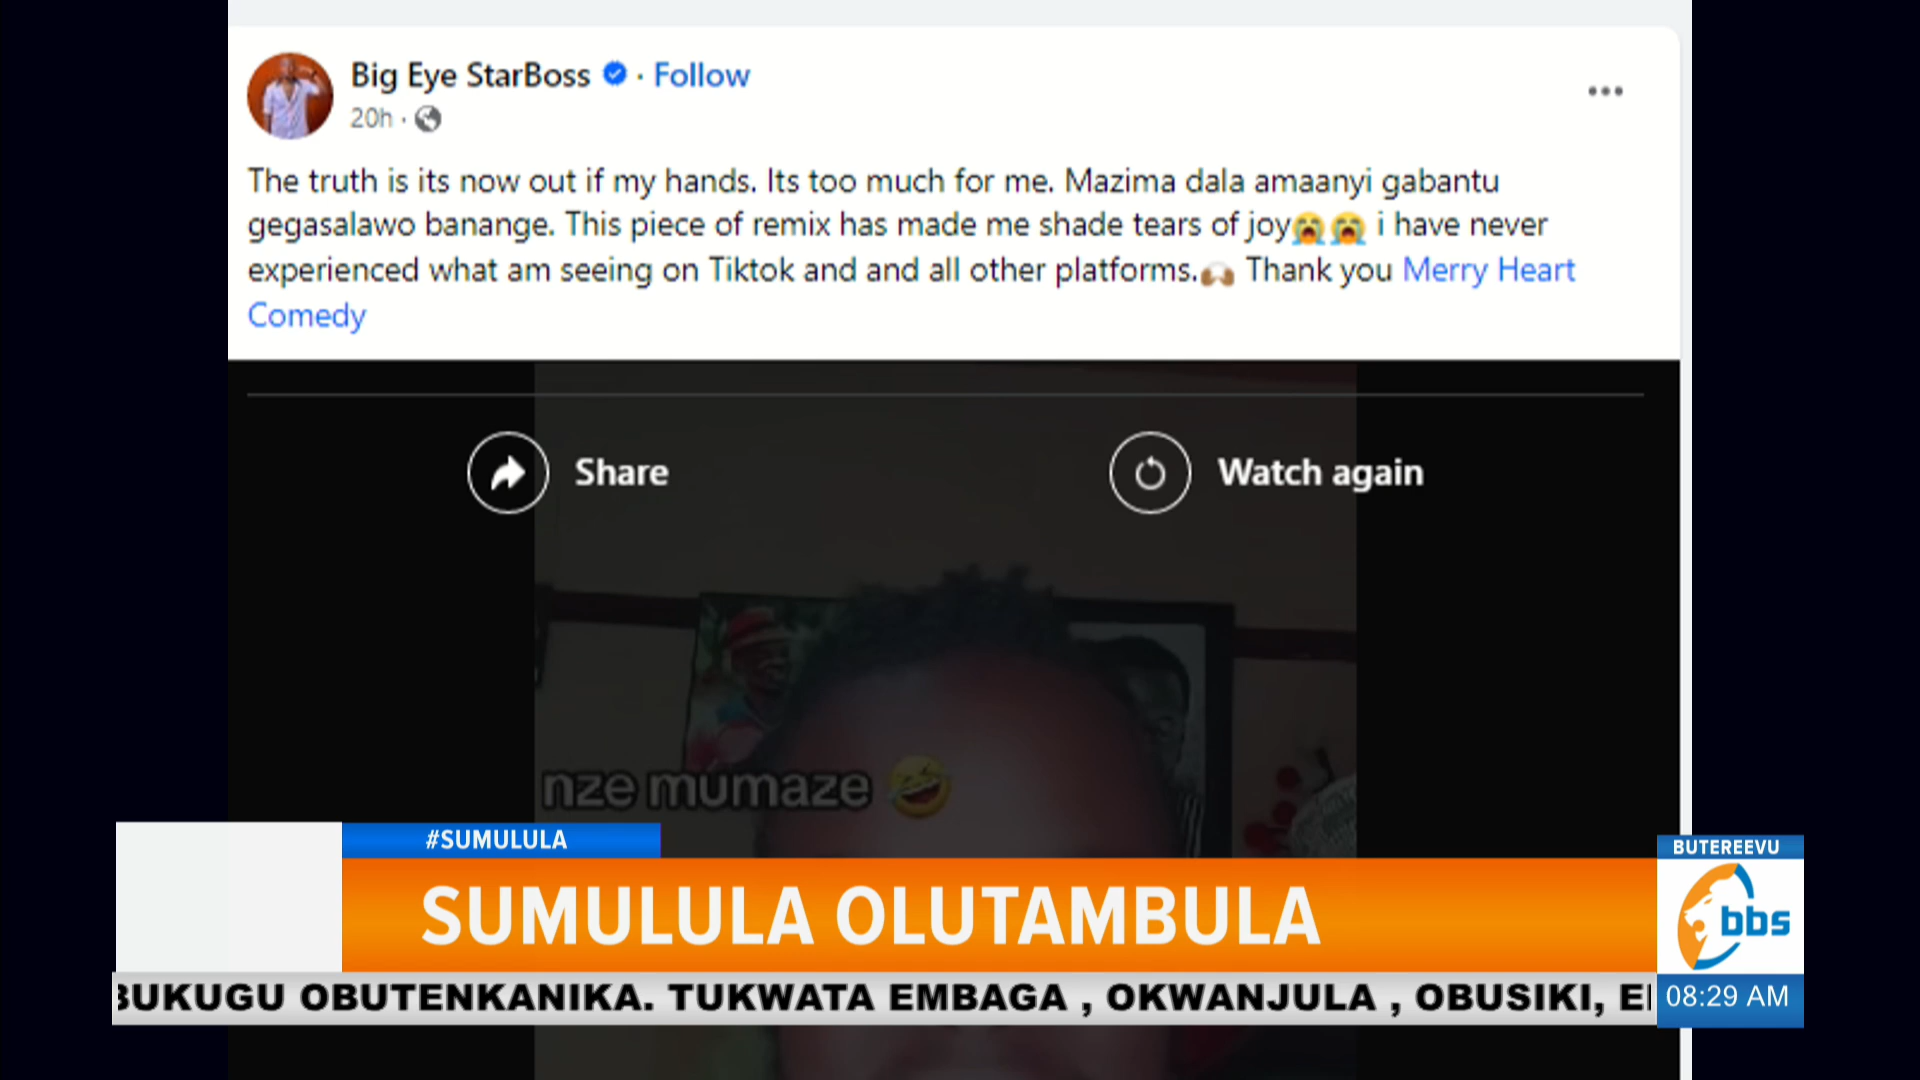 Big Eye StarBoss · Follow
20h ·
The truth is its now out if my hands. Its too much for me. Mazima dala amaanyi gabantu
gegasalawo banange. This piece of remix has made me shade tears of joy😭😭 i have never
experienced what am seeing on Tiktok and and all other platforms.🙌🏽 Thank you Merry Heart
Comedy
Share
Watch again
nze mumaze 🤣
#SUMULULA
SUMULULA OLUTAMBULA
BUTEREEVU
bbs
BUKUGU OBUTENKANIKA. TUKWATA EMBAGA , OKWANJULA , OBUSIKI,
08:29 AM